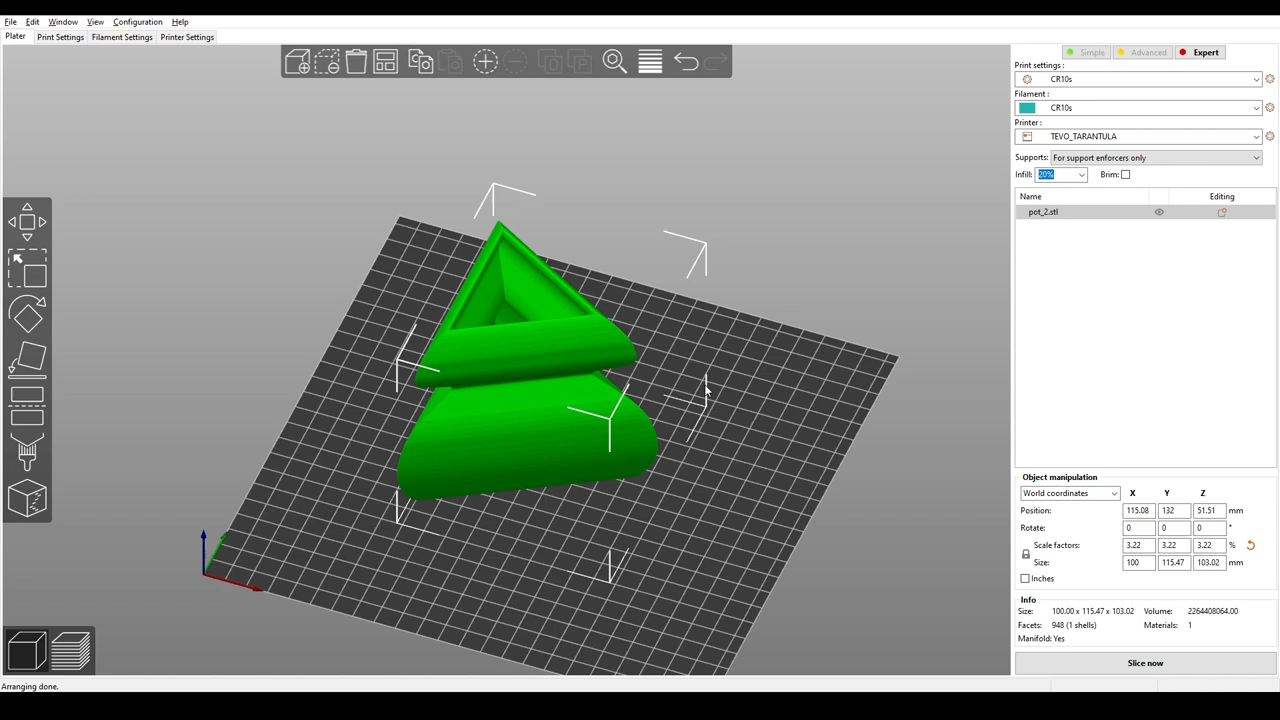 File Edit Window View Configuration Help
Plater Print Settings Filament Settings Printer Settings
Simple Advanced Expert
Print settings :
CR10s
Filament :
CR10s
Printer :
TEVO_TARANTULA
Supports: For support enforcers only
Infill: 20% Brim:
Name Editing
pot_2.stl
Object manipulation
World coordinates X Y Z
Position: 115.08 132 51.51 mm
Rotate: 0 0 0 °
Scale factors: 3.22 3.22 3.22 %
Size: 100 115.47 103.02 mm
Inches
Info
Size: 100.00 x 115.47 x 103.02 Volume: 2264408064.00
Facets: 948 (1 shells) Materials: 1
Manifold: Yes
Slice now
Arranging done.